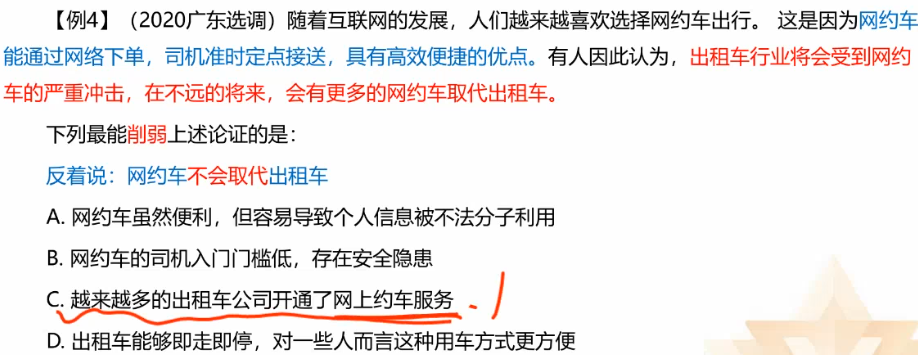 【例4】（2020广东选调）随着互联网的发展，人们越来越喜欢选择网约车出行。 这是因为网约车
能通过网络下单，司机准时定点接送，具有高效便捷的优点。有人因此认为，出租车行业将会受到网约
车的严重冲击，在不远的将来，会有更多的网约车取代出租车。
下列最能削弱上述论证的是：
反着说：网约车不会取代出租车
A. 网约车虽然便利，但容易导致个人信息被不法分子利用
B. 网约车的司机入门门槛低，存在安全隐患
C. 越来越多的出租车公司开通了网上约车服务
D. 出租车能够即走即停，对一些人而言这种用车方式更方便